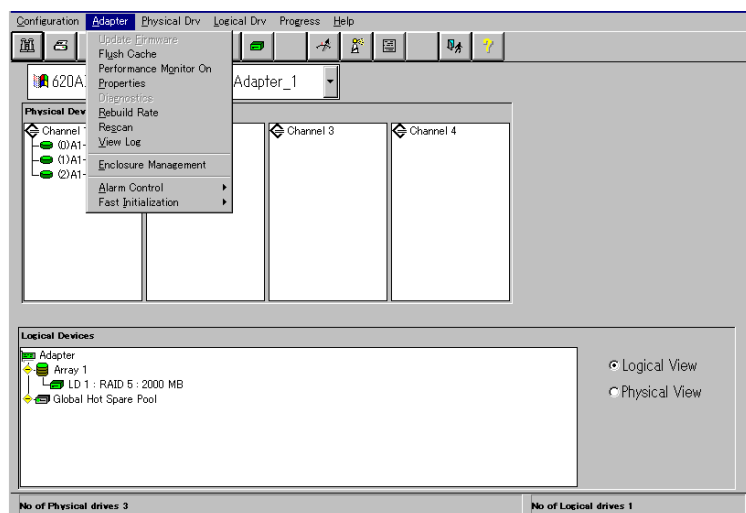 Configuration Adapter Physical Drv Logical Drv Progress Help
Update Firmware
Flush Cache
Performance Monitor On
Properties
Diagnostics
Rebuild Rate
Rescan
View Log
Enclosure Management
Alarm Control
Fast Initialization
620A
Adapter_1
Physical Dev
Channel 3
Channel 4
Channel
(0)A1-
(1)A1-
(2)A1-
Logical Devices
Adapter
Array 1
LD 1 : RAID 5 : 2000 MB
Global Hot Spare Pool
Logical View
Physical View
No of Physical drives 3
No of Logical drives 1